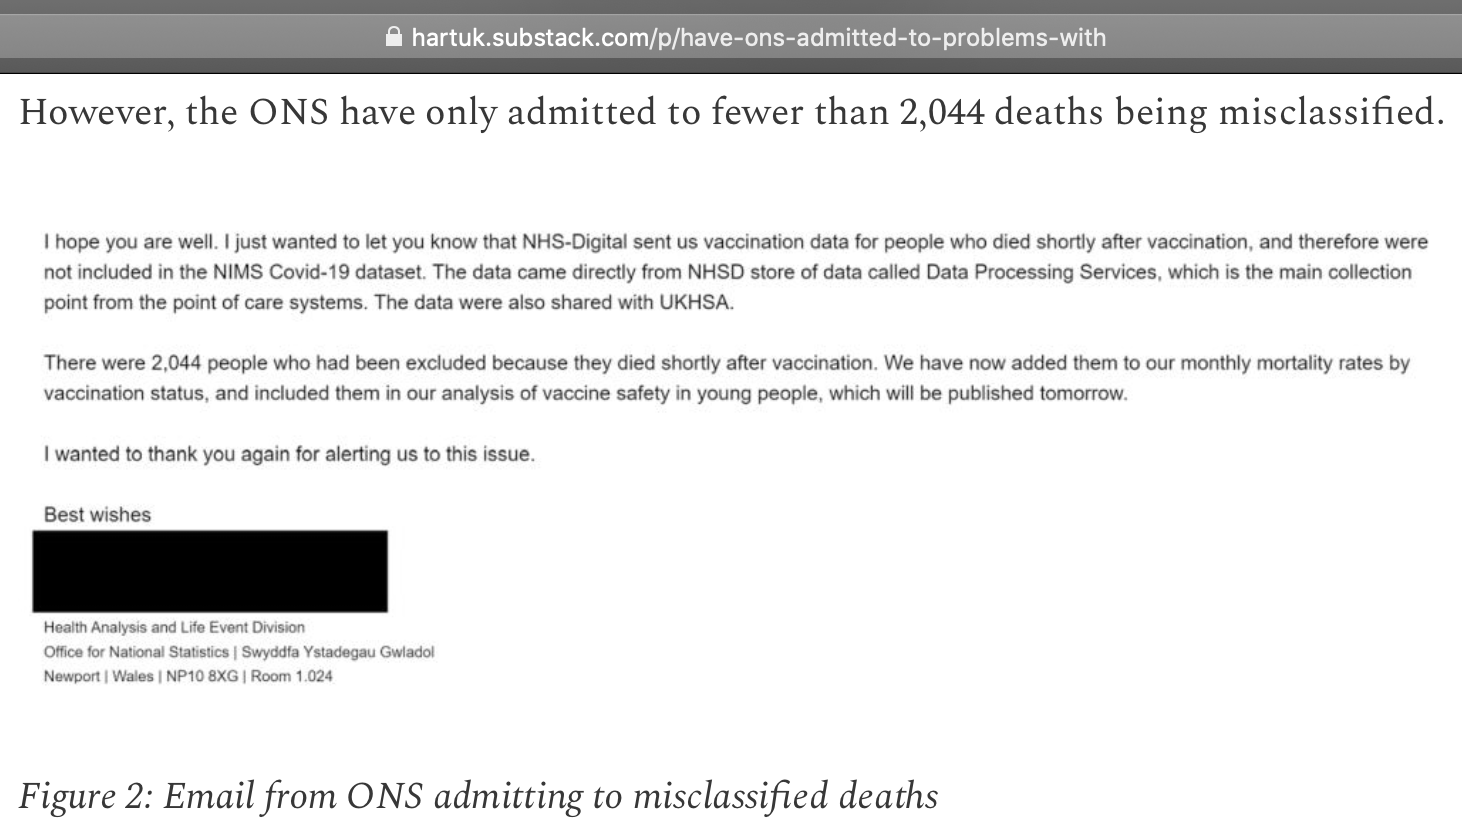 hartuk.substack.com/p/have-ons-admitted-to-problems-with
However, the ONS have only admitted to fewer than 2,044 deaths being misclassified.
I hope you are well. I just wanted to let you know that NHS-Digital sent us vaccination data for people who died shortly after vaccination, and therefore were
not included in the NIMS Covid-19 dataset. The data came directly from NHSD store of data called Data Processing Services, which is the main collection
point from the point of care systems. The data were also shared with UKHSA.
There were 2,044 people who had been excluded because they died shortly after vaccination. We have now added them to our monthly mortality rates by
vaccination status, and included them in our analysis of vaccine safety in young people, which will be published tomorrow.
I wanted to thank you again for alerting us to this issue.
Best wishes
Health Analysis and Life Event Division
Office for National Statistics | Swyddfa Ystadegau Gwladol
Newport | Wales | NP10 8XG | Room 1.024
Figure 2: Email from ONS admitting to misclassified deaths